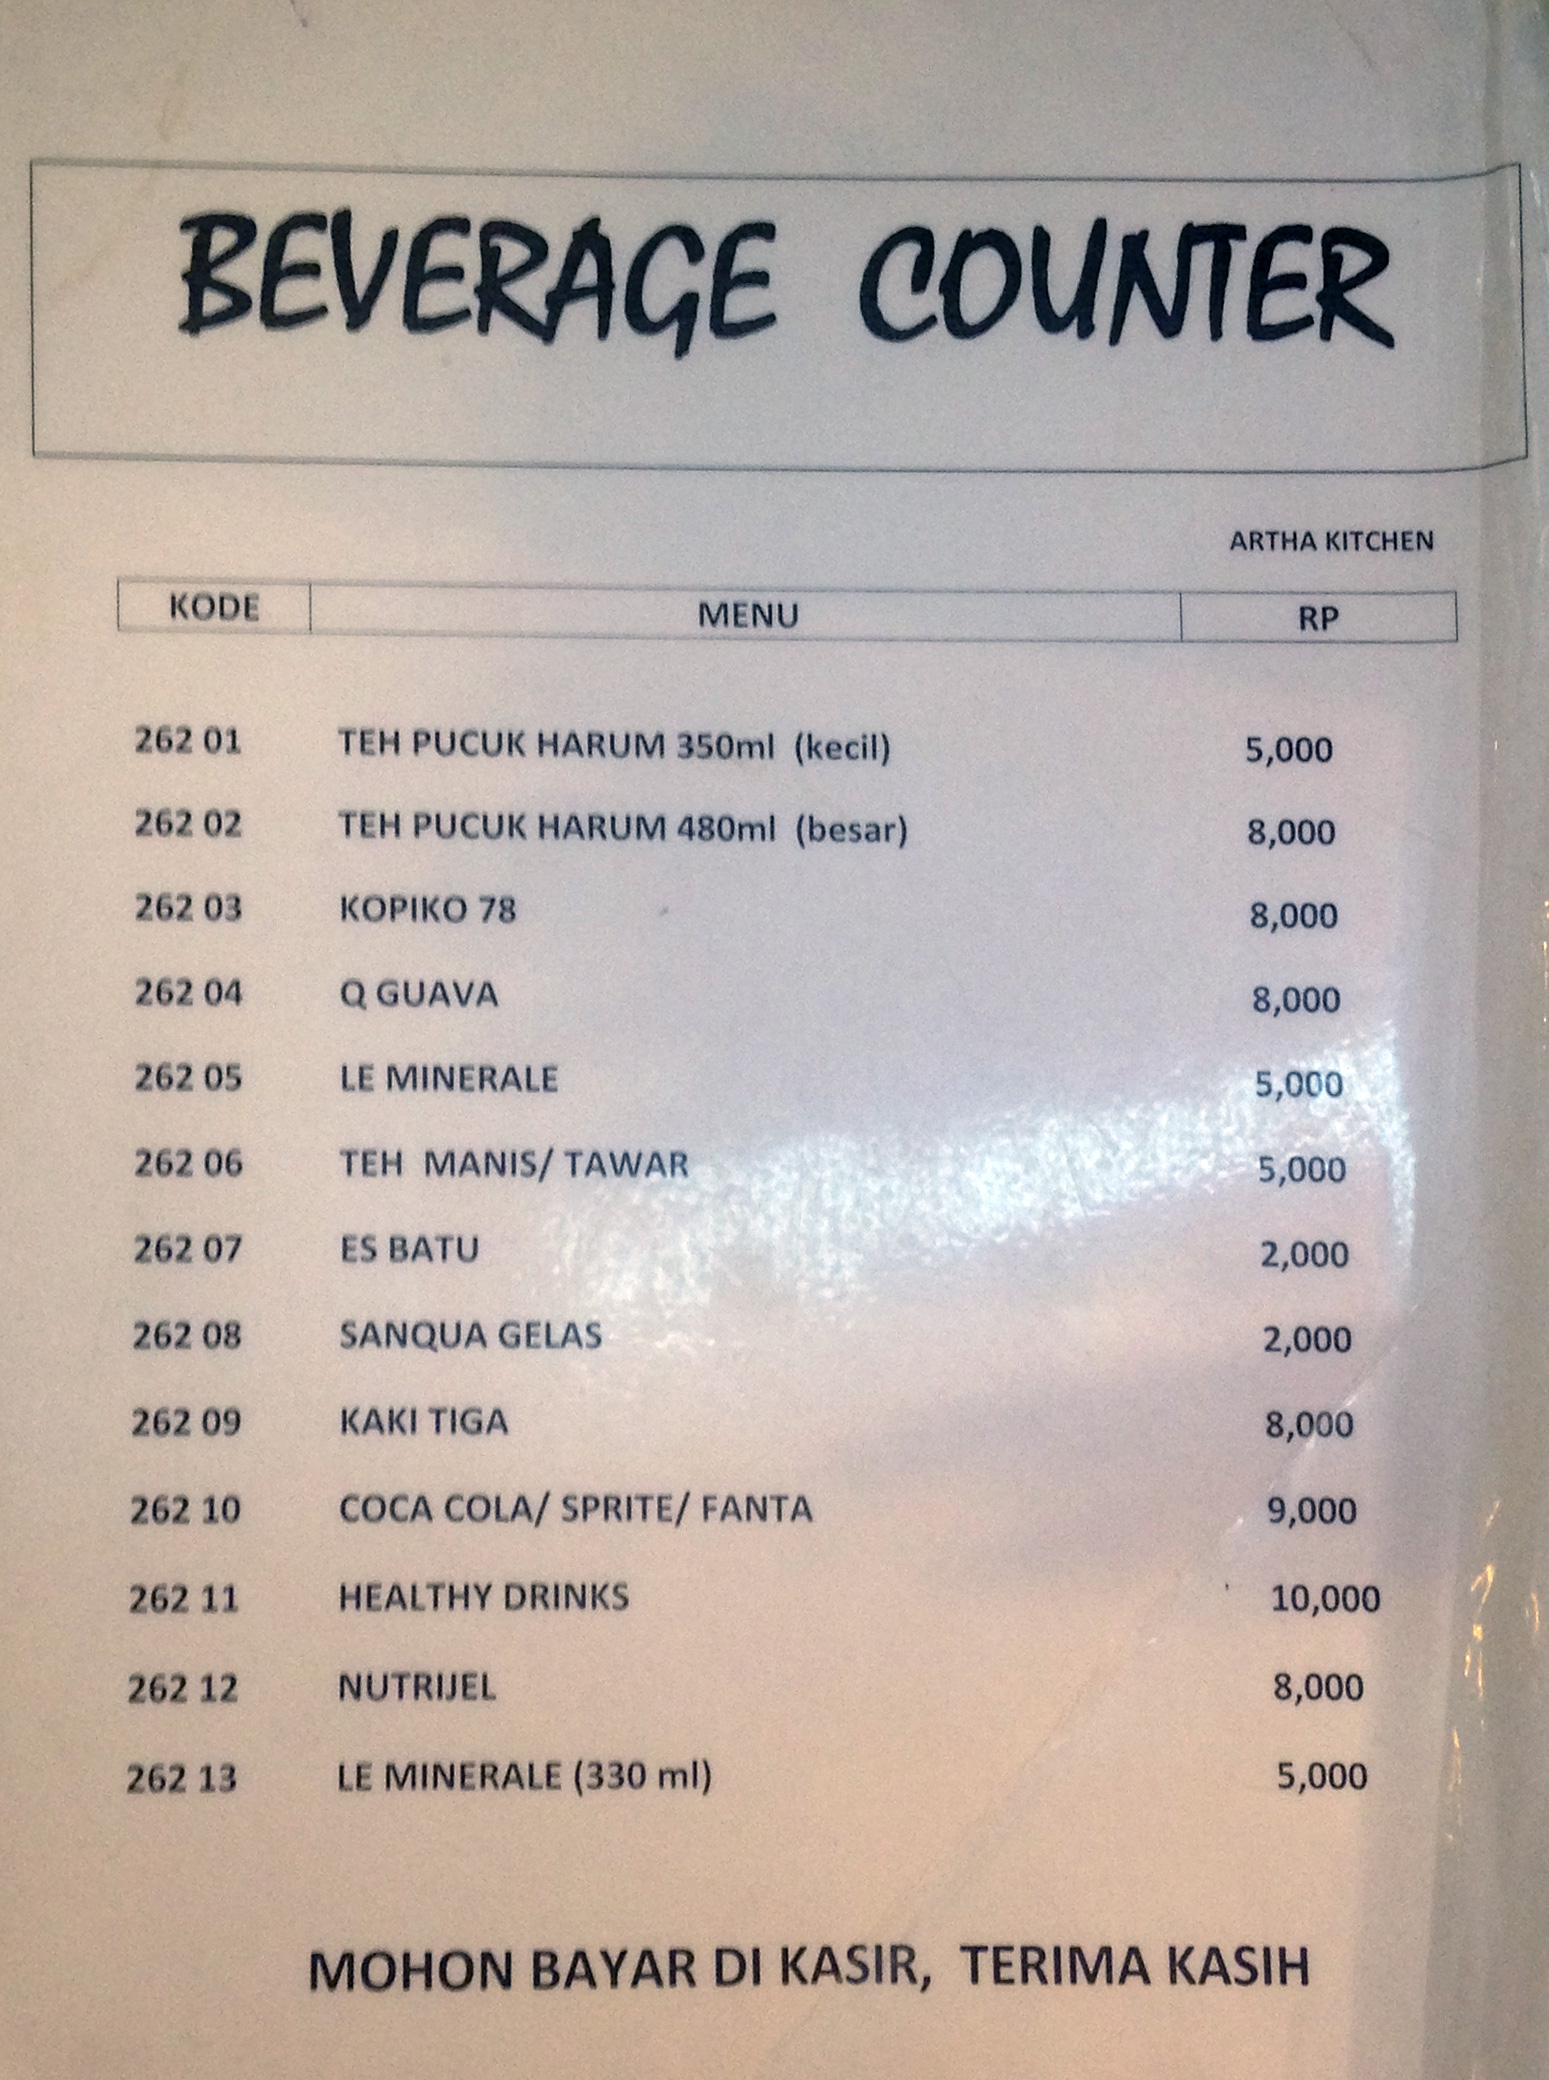 BEVERAGE COUNTER
ARTHA KITCHEN
KODE MENU RP
262 01 TEH PUCUK HARUM 350ml (kecil) 5,000
262 02 TEH PUCUK HARUM 480ml (besar) 8,000
262 03 KOPIKO 78 8,000
262 04 Q GUAVA 8,000
262 05 LE MINERALE 5,000
262 06 TEH MANIS/ TAWAR 5,000
262 07 ES BATU 2,000
262 08 SANQUA GELAS 2,000
262 09 KAKI TIGA 8,000
262 10 COCA COLA/ SPRITE/ FANTA 9,000
262 11 HEALTHY DRINKS 10,000
262 12 NUTRIJEL 8,000
262 13 LE MINERALE (330 ml) 5,000
MOHON BAYAR DI KASIR, TERIMA KASIH